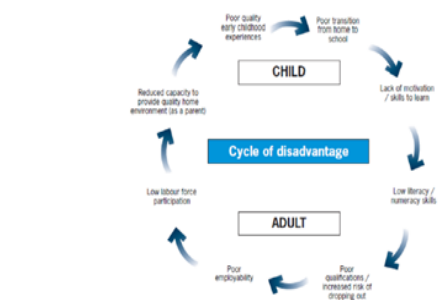 Poor quality
early childhood
experiences
Poor transition
from home to
school
CHILD
Lack of motivation
/ skills to learn
Reduced capacity to
provide quality home
environment (as a parent)
Cycle of disadvantage
Low literacy /
numeracy skills
Low labour force
participation
ADULT
Poor
employability
Poor
qualifications /
increased risk of
dropping out